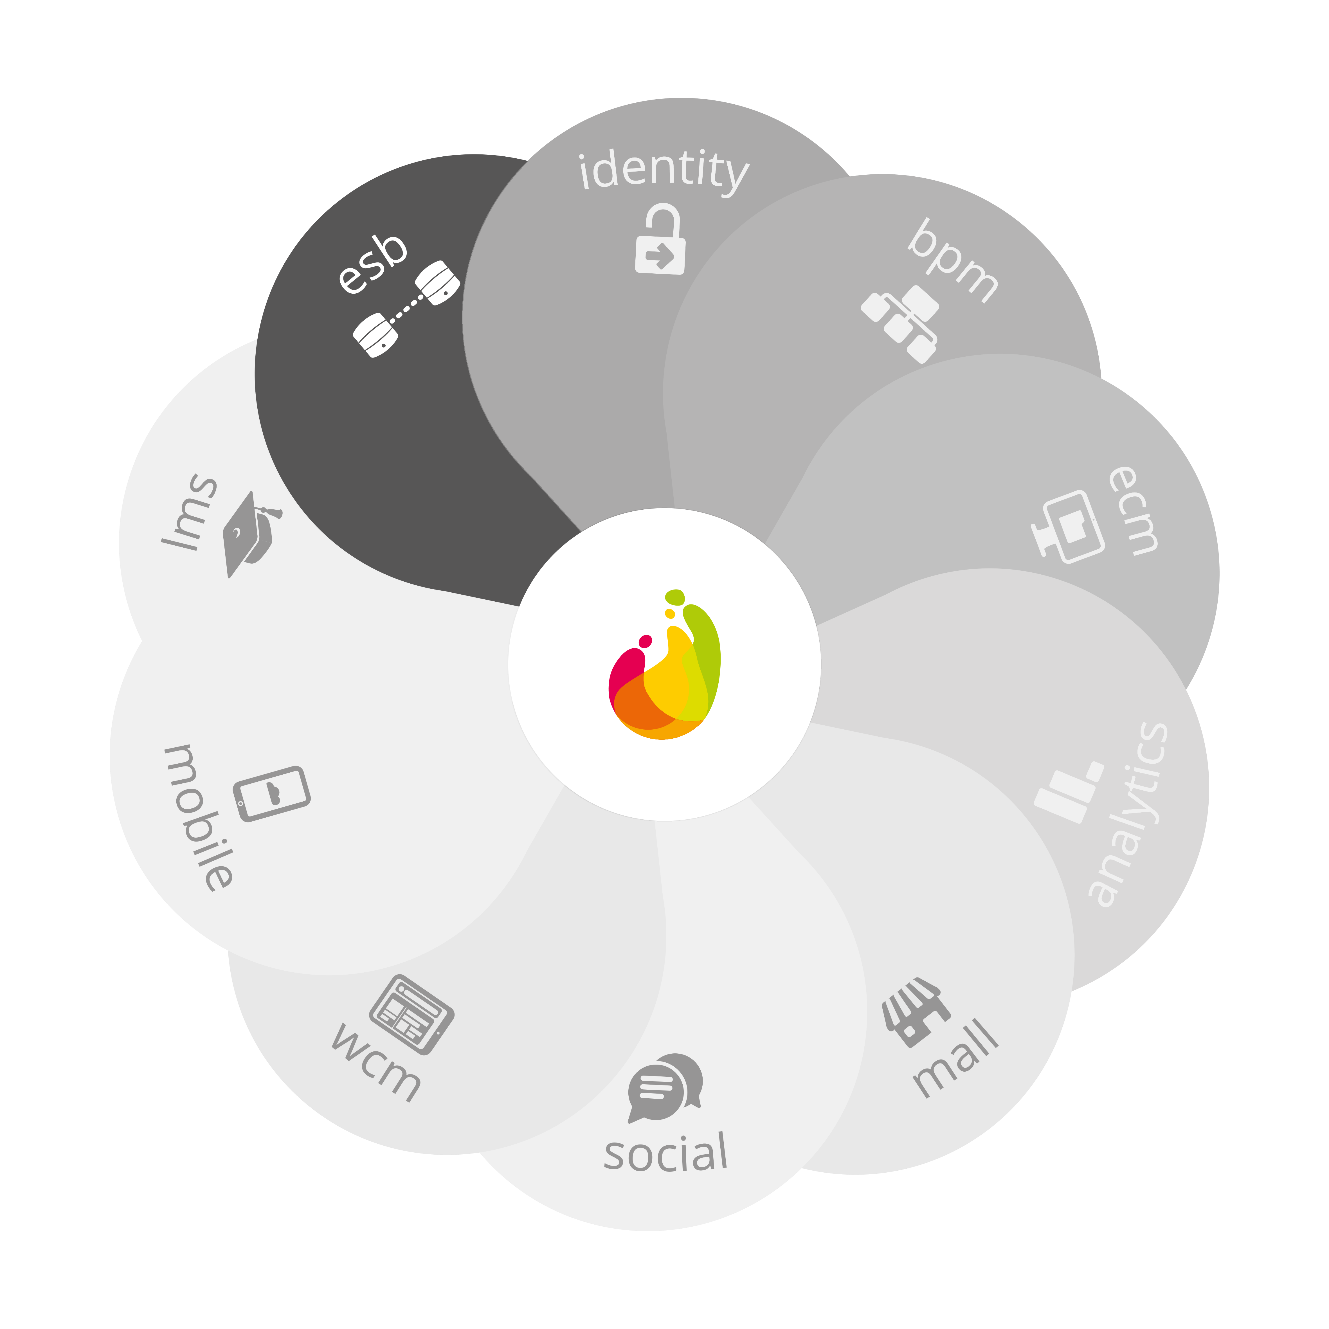 identity
bpm
ecm
analytics
mall
social
wcm
mobile
lms
esb